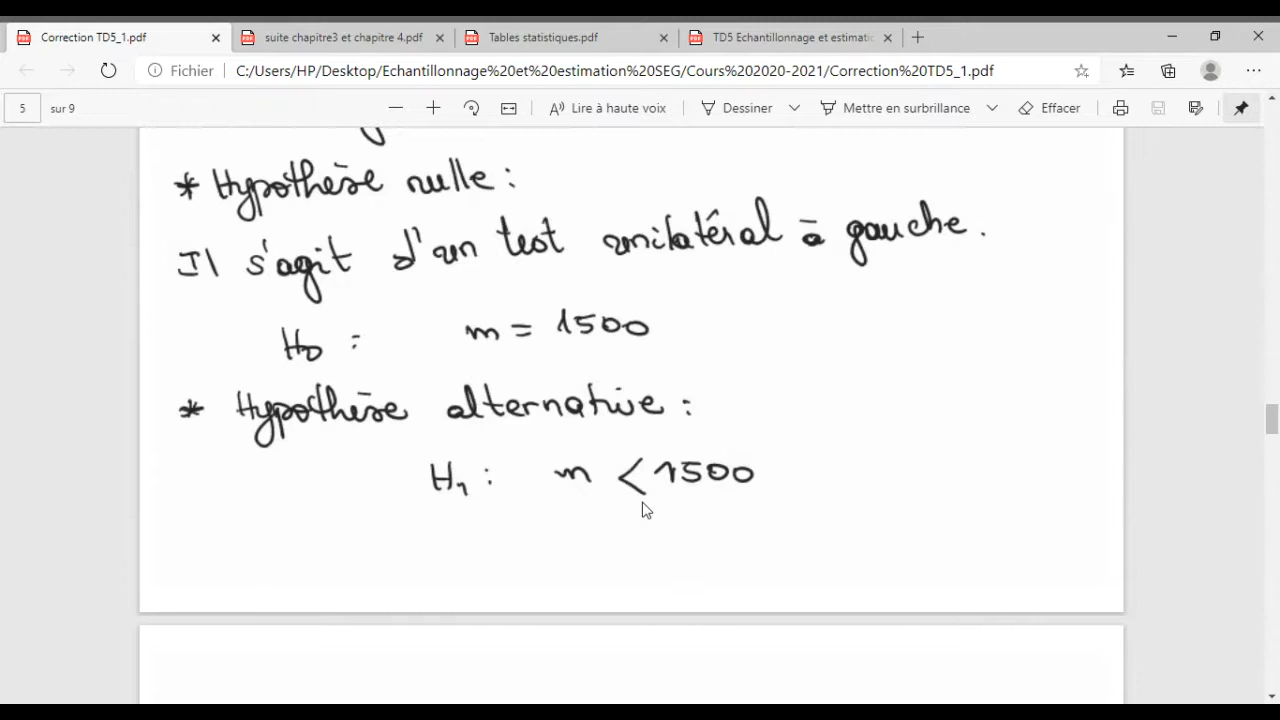 Correction TD5_1.pdf
suite chapitre3 et chapitre 4.pdf
Tables statistiques.pdf
TD5 Echantillonnage et estimati
Fichier
C:/Users/HP/Desktop/Echantillonnage%20et%20estimation%20SEG/Cours%202020-2021/Correction%20TD5_1.pdf
5 sur 9
Lire à haute voix
Dessiner
Mettre en surbrillance
Effacer
* Hypothèse nulle :
Il s'agit d'un test unilatéral à gauche.
H0 : m = 1500
* Hypothèse alternative :
H1 : m < 1500